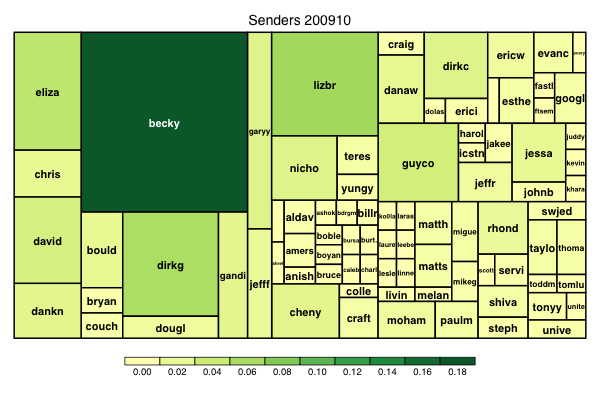 Senders 200910
eliza
becky
garyy
lizbr
craig
danaw
dirkc
dolas
erici
ericw
esthe
evanc
fastl
ftsem
googl
chris
nicho
teres
yungy
guyco
harol
icstn
jakee
jeffr
jessa
johnb
juddy
kevin
khara
david
dankn
bould
bryan
couch
dirkg
dougl
gandi
jefff
aldav
amers
anish
ashok
bdrgm
billr
boble
boyan
bruce
bursa
burt.
caleb
charl
cheny
colle
craft
ko0la
laras
laure
leebe
lesle
linne
livin
melan
matth
matts
migue
mikeg
moham
paulm
rhond
scott
servi
shiva
steph
swjed
taylo
thoma
toddm
tomlu
tonyy
unite
unive
0.00 0.02 0.04 0.06 0.08 0.10 0.12 0.14 0.16 0.18